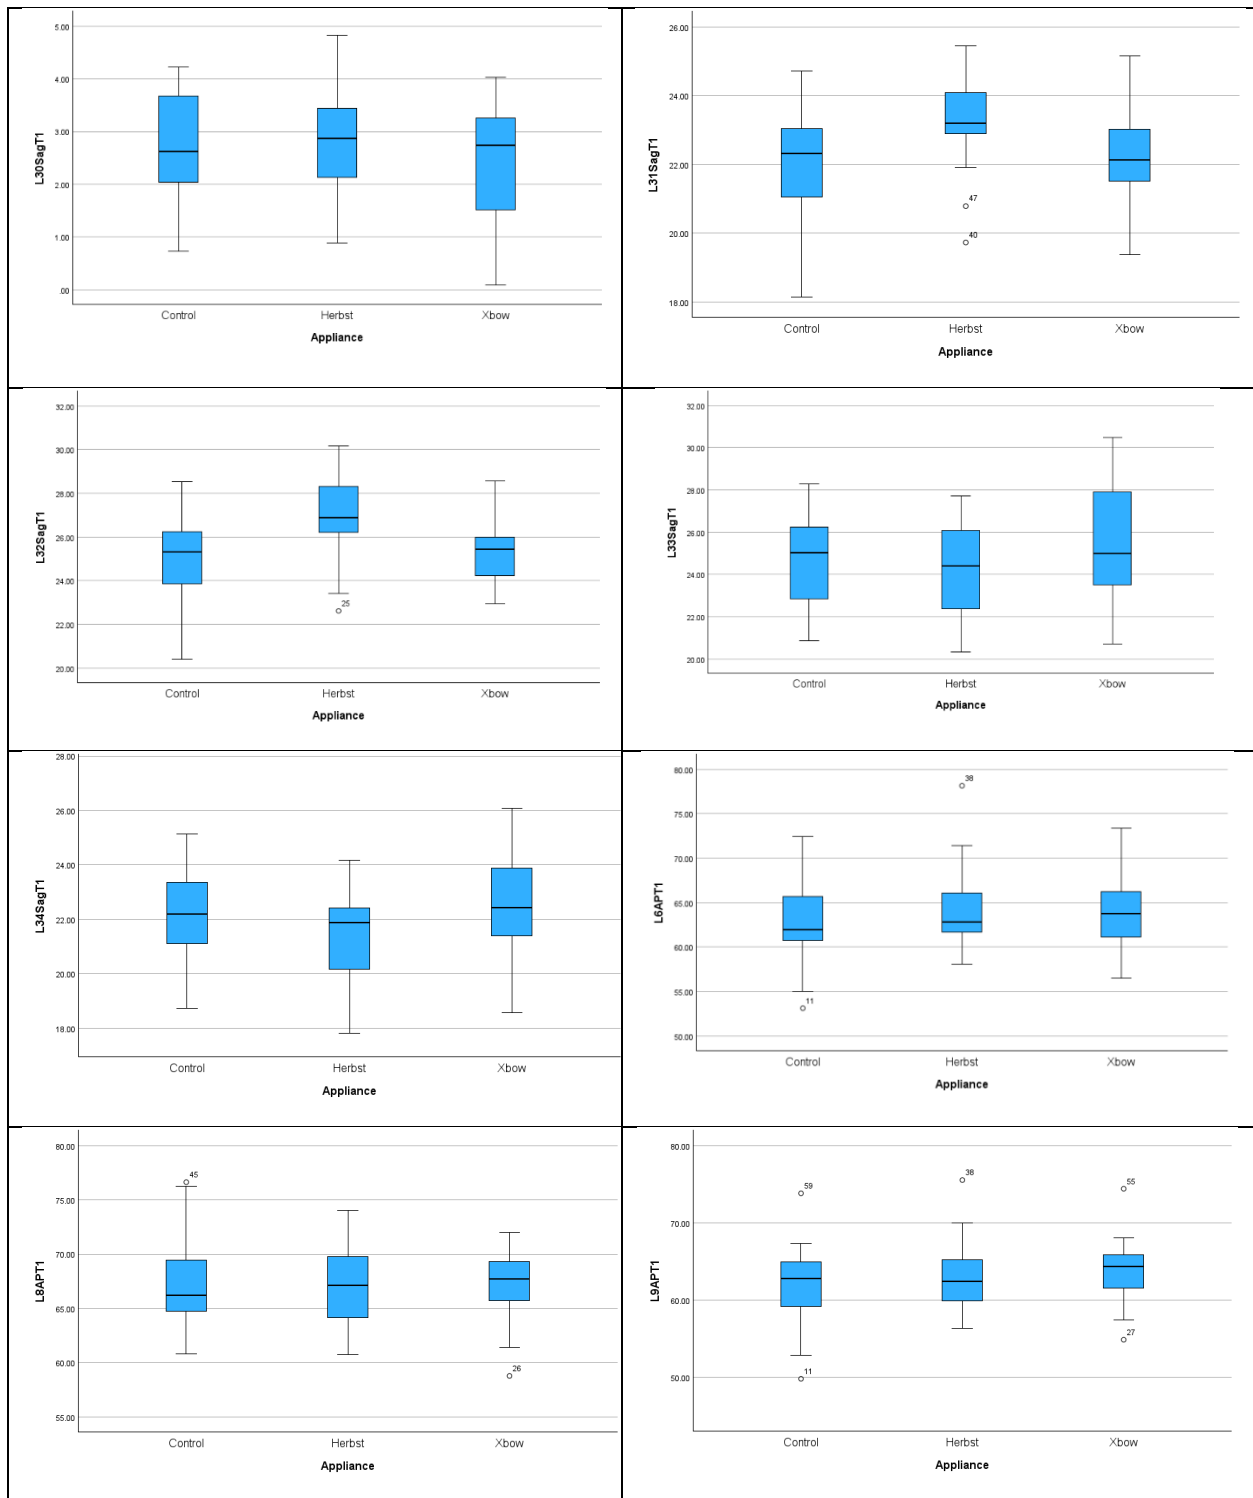 5.00
4.00
3.00
2.00
1.00
.00
L30SagT1
Control Herbst Xbow
Appliance
26.00
24.00
22.00
20.00
18.00
L31SagT1
47
40
Control Herbst Xbow
Appliance
32.00
30.00
28.00
26.00
24.00
22.00
20.00
L32SagT1
25
Control Herbst Xbow
Appliance
32.00
30.00
28.00
26.00
24.00
22.00
20.00
L33SagT1
Control Herbst Xbow
Appliance
28.00
26.00
24.00
22.00
20.00
18.00
L34SagT1
Control Herbst Xbow
Appliance
80.00
75.00
70.00
65.00
60.00
55.00
50.00
L6APT1
38
11
Control Herbst Xbow
Appliance
80.00
75.00
70.00
65.00
60.00
55.00
L8APT1
45
26
Control Herbst Xbow
Appliance
80.00
70.00
60.00
50.00
L9APT1
59
38
55
27
11
Control Herbst Xbow
Appliance